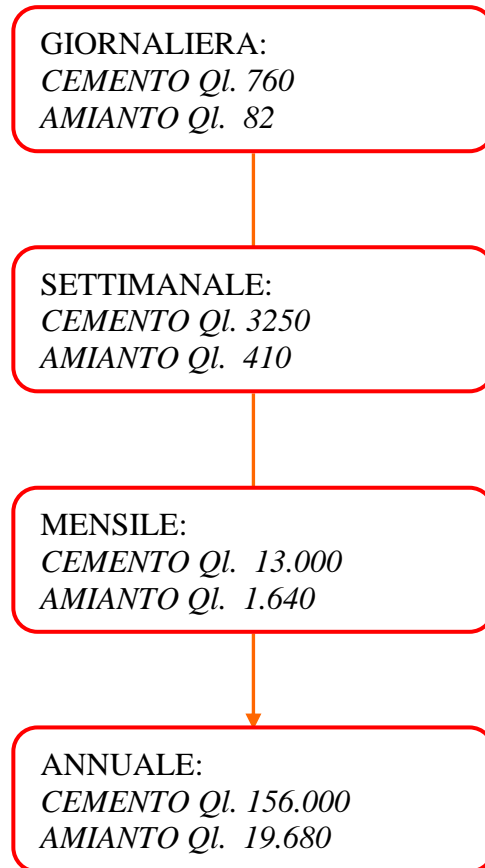 GIORNALIERA:
CEMENTO Ql. 760
AMIANTO Ql. 82
SETTIMANALE:
CEMENTO Ql. 3250
AMIANTO Ql. 410
MENSILE:
CEMENTO Ql. 13.000
AMIANTO Ql. 1.640
ANNUALE:
CEMENTO Ql. 156.000
AMIANTO Ql. 19.680